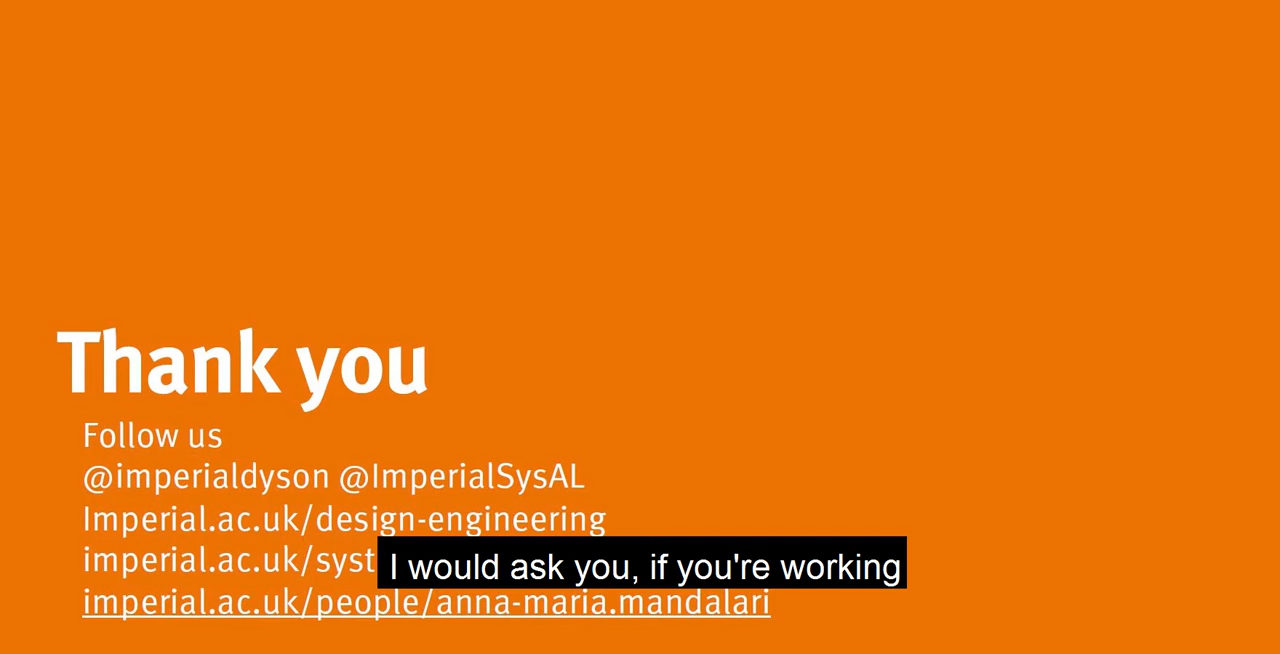 Thank you
Follow us
@imperialdyson @ImperialSysAL
Imperial.ac.uk/design-engineering
imperial.ac.uk/syst
I would ask you, if you're working
imperial.ac.uk/people/anna-maria.mandalari